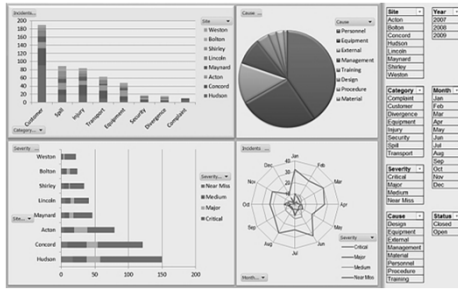 Incidents...
200
180
160
140
120
100
80
60
40
20
0
Customer
Spill
Injury
Transport
Equipment
Security
Divergence
Complaint
Category...
Site
Weston
Bolton
Shirley
Lincoln
Maynard
Acton
Concord
Hudson
Cause ...
Cause
Personnel
Equipment
External
Management
Training
Design
Procedure
Material
Severity ...
Weston
Bolton
Shirley
Lincoln
Maynard
Acton
Concord
Hudson
Site...
0
50
100
150
200
Severity...
Near Miss
Medium
Major
Critical
Incidents ...
Jan
Feb
Mar
Apr
May
Jun
Jul
Aug
Sep
Oct
Nov
Dec
40
30
20
10
Month...
Severity
Critical
Major
Medium
Near Miss
Site
Acton
Bolton
Concord
Hudson
Lincoln
Maynard
Shirley
Weston
Year
2007
2008
2009
Category
Complaint
Customer
Divergence
Equipment
Injury
Security
Spill
Transport
Month
Jan
Feb
Mar
Apr
May
Jun
Jul
Aug
Sep
Oct
Nov
Dec
Severity
Critical
Major
Medium
Near Miss
Cause
Design
Equipment
External
Management
Material
Personnel
Procedure
Training
Status
Closed
Open